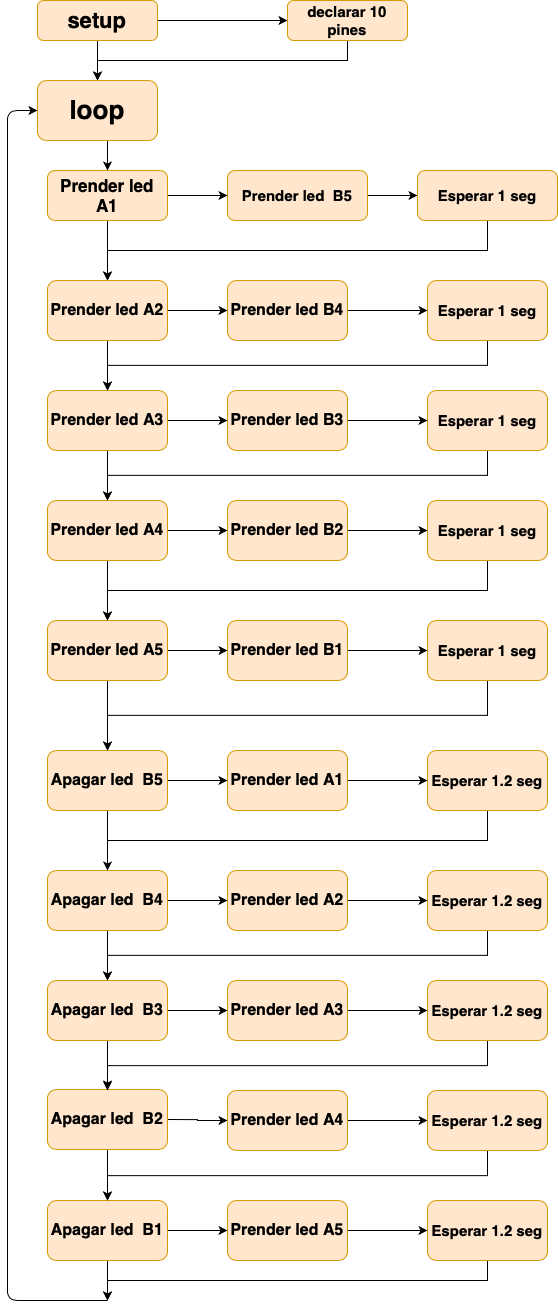 setup
declarar 10
pines
loop
Prender led
A1
Prender led B5
Esperar 1 seg
Prender led A2
Prender led B4
Esperar 1 seg
Prender led A3
Prender led B3
Esperar 1 seg
Prender led A4
Prender led B2
Esperar 1 seg
Prender led A5
Prender led B1
Esperar 1 seg
Apagar led B5
Prender led A1
Esperar 1.2 seg
Apagar led B4
Prender led A2
Esperar 1.2 seg
Apagar led B3
Prender led A3
Esperar 1.2 seg
Apagar led B2
Prender led A4
Esperar 1.2 seg
Apagar led B1
Prender led A5
Esperar 1.2 seg